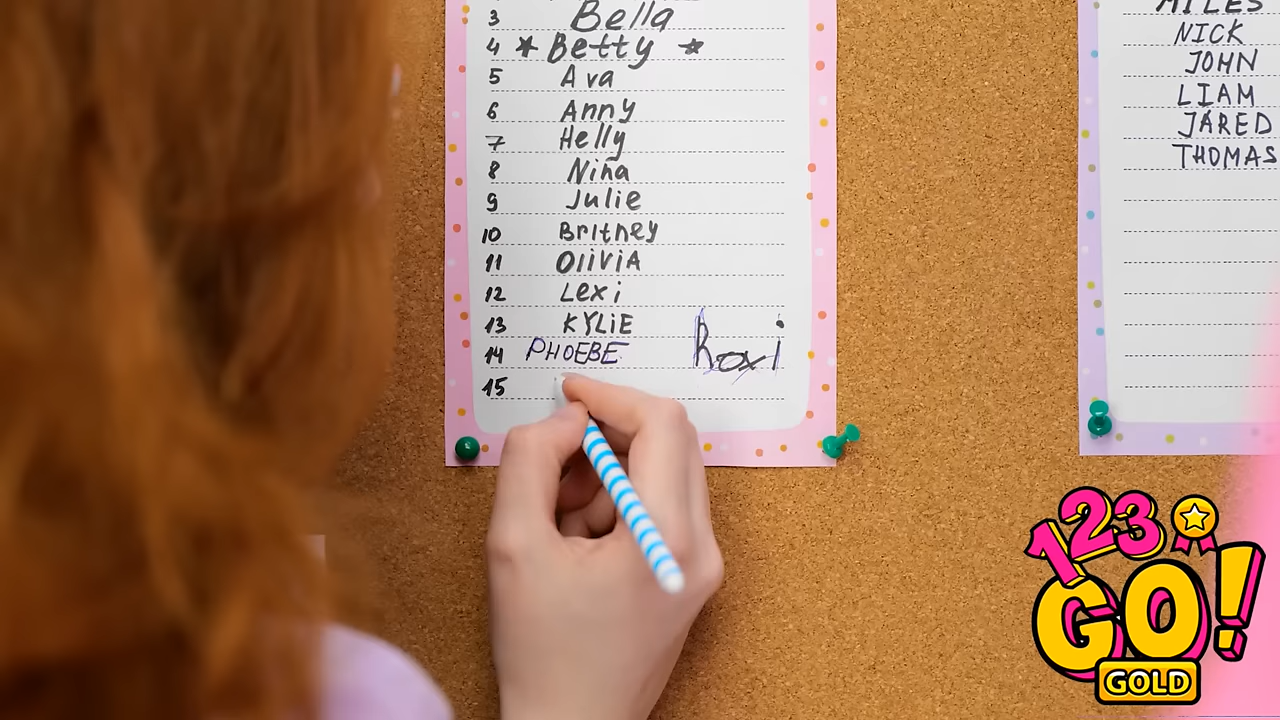 3 Bella
4 * Betty *
5 Ava
6 Anny
7 Helly
8 Nina
9 Julie
10 Britney
11 OliviA
12 Lexi
13 KYLiE
14 PHOEBE Roxi
15
MILES
NICK
JOHN
LIAM
JARED
THOMAS
123
GO!
GOLD